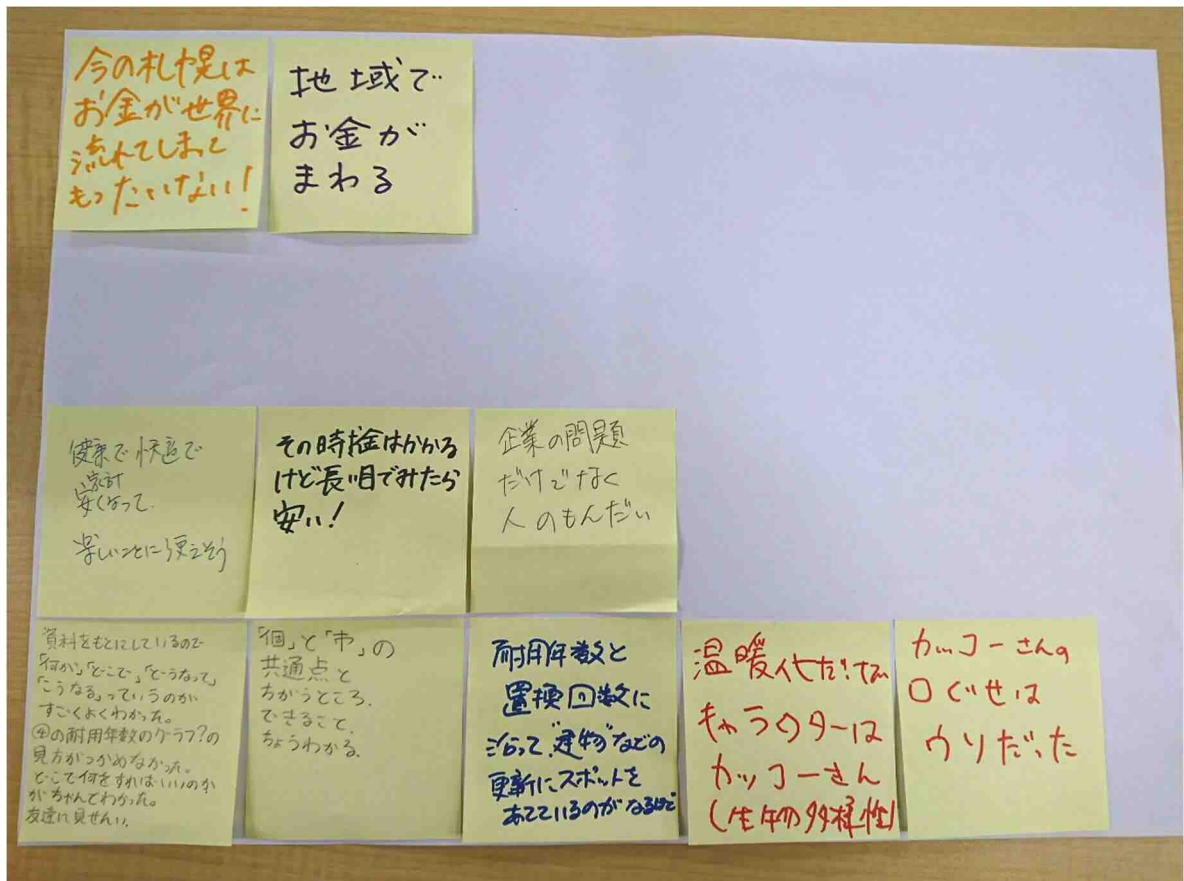 今の札幌は
お金が世界に
流れてしまって
もったいない!
地域で
お金が
まわる
健康で快適で
家計
安くなって
楽しいことに使えそう
その時お金はかかる
けど長い目でみたら
安い!
企業の問題
だけでなく
人のもんだい
資料をもとにしているので
「何が」「どこで」「どうなって」
「こうなる」っていうのが
すごくよくわかった。
④の耐用年数のグラフ?の
見方がつかめなかった。
どこで何をすればいいのか
がちゃんとわかった。
友達に見せたい。
「個」と「市」の
共通点と
ちがうところ、
できること、
ちょうわかる。
耐用年数と
置換回数に
沿って"建物"などの
更新にスポットを
あてているのがなるほど
温暖化だなぁ
キャラクターは
カッコーさん
(生物多様性)
カッコーさんの
口ぐせは
ウソだった